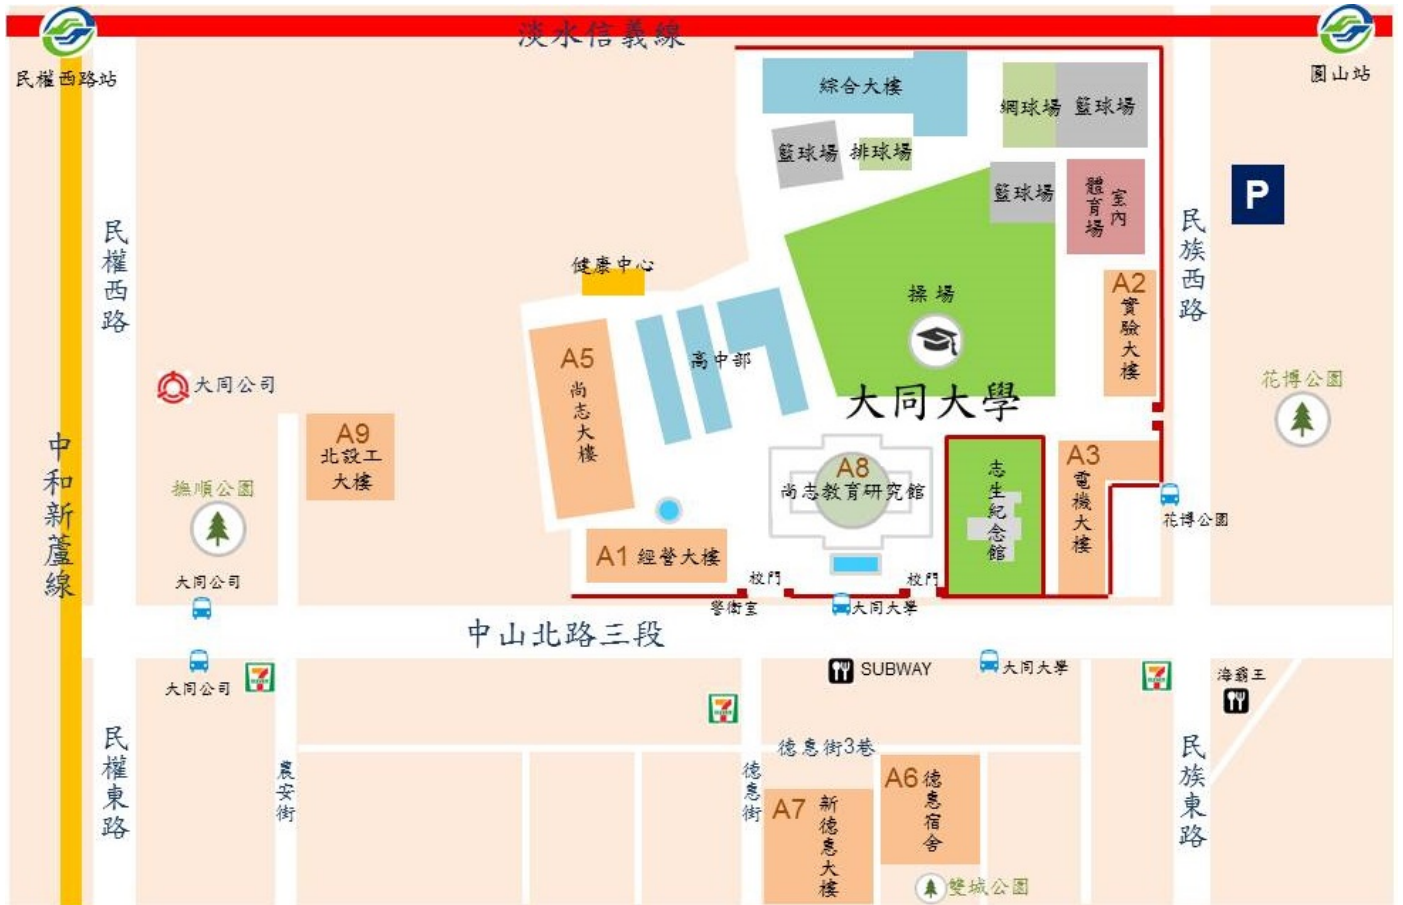 淡水信義線
民權西路站
圓山站
綜合大樓
網球場
籃球場
籃球場
排球場
籃球場
室內
體育場
P
民權西路
民族西路
健康中心
操場
A2
實驗大樓
A5
尚志大樓
高中部
大同大學
大同公司
花博公園
A9
北設工
大樓
中和新蘆線
撫順公園
A8
尚志教育研究館
志生紀念館
A3
電機大樓
花博公園
A1 經營大樓
大同公司
校門
校門
警衛室
大同大學
中山北路三段
大同公司
7
SUBWAY
大同大學
7
海霸王
7
民權東路
農安街
德惠街
德惠街3巷
民族東路
A7
新德惠大樓
A6
德惠宿舍
雙城公園